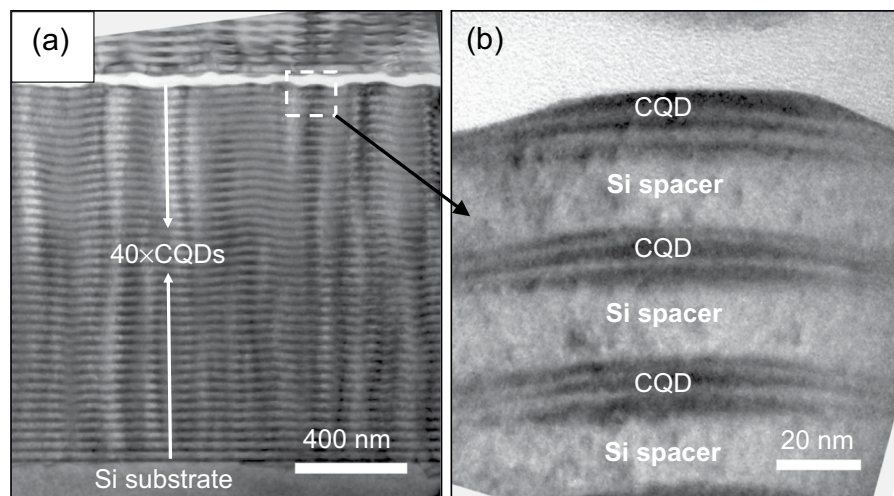 (a)
40×CQDs
400 nm
Si substrate
(b)
CQD
Si spacer
CQD
Si spacer
CQD
Si spacer
20 nm